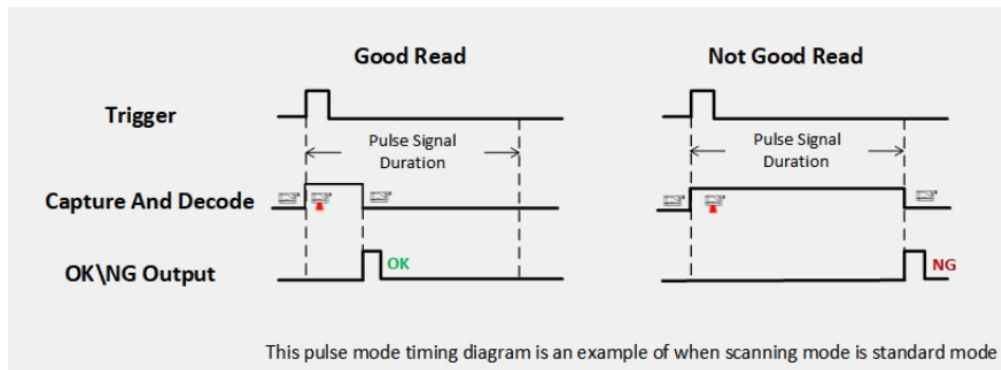 Good Read
Not Good Read
Trigger
Pulse Signal
Duration
Pulse Signal
Duration
Capture And Decode
OK\NG Output
OK
NG
This pulse mode timing diagram is an example of when scanning mode is standard mode